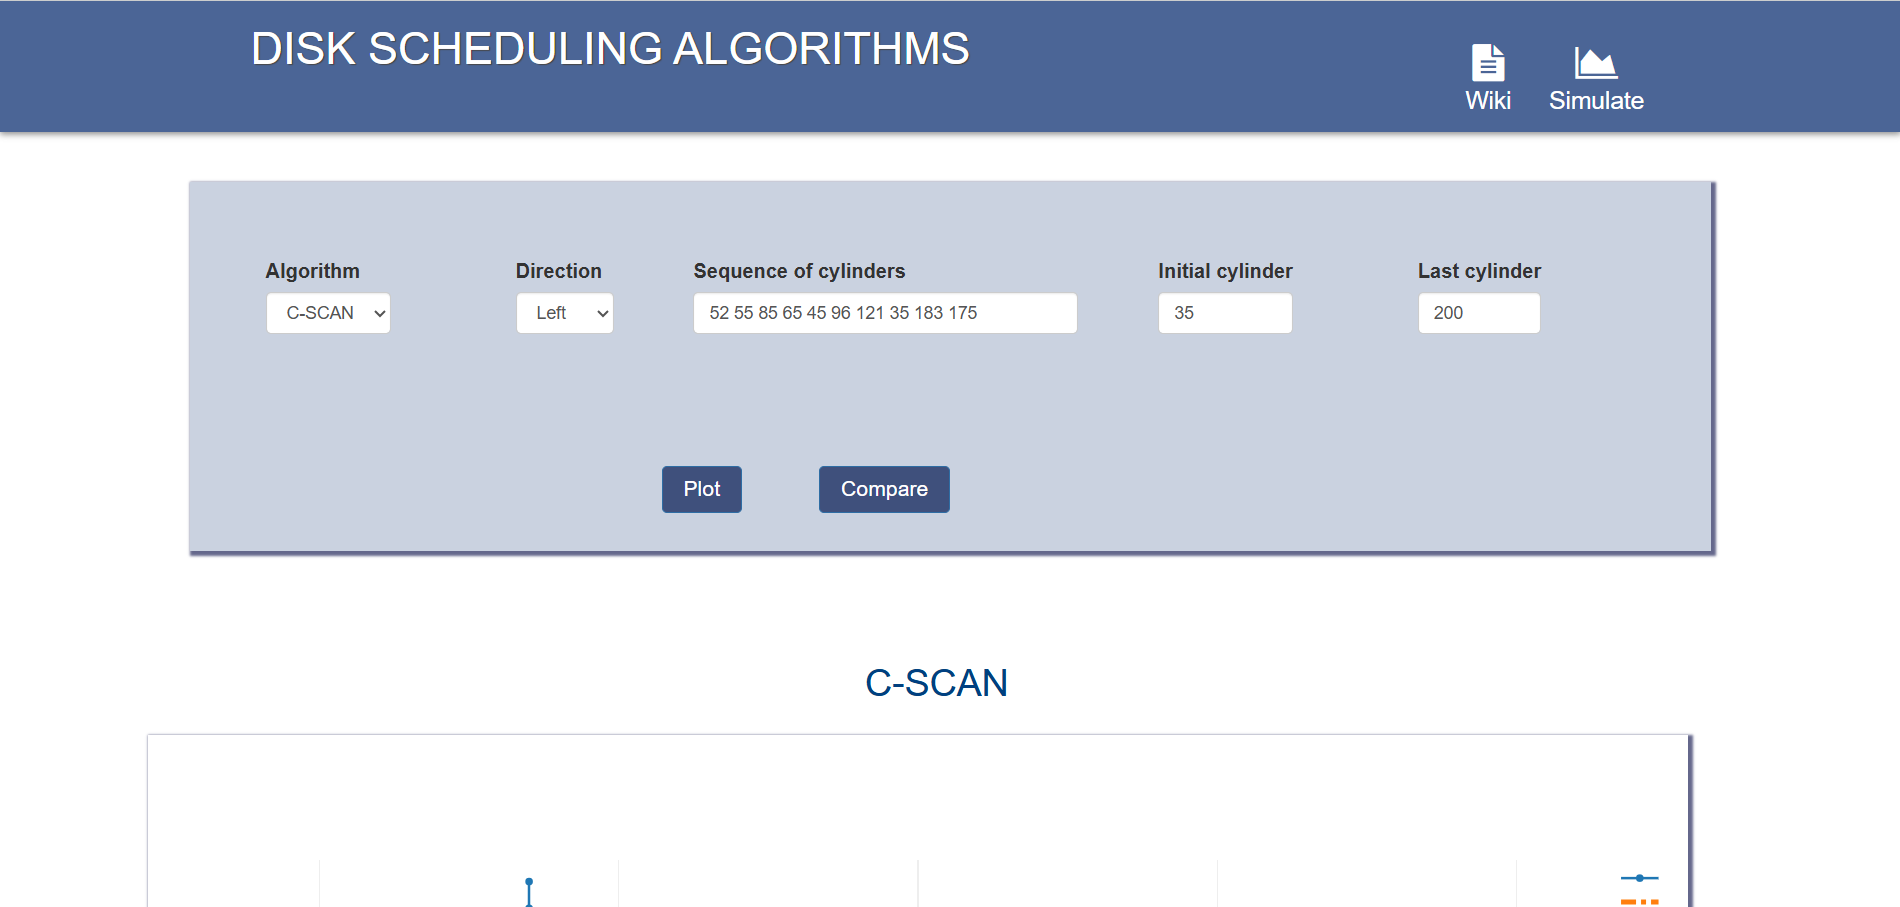 DISK SCHEDULING ALGORITHMS
Wiki
Simulate
Algorithm
Direction
Sequence of cylinders
Initial cylinder
Last cylinder
C-SCAN
Left
52 55 85 65 45 96 121 35 183 175
35
200
Plot
Compare
C-SCAN